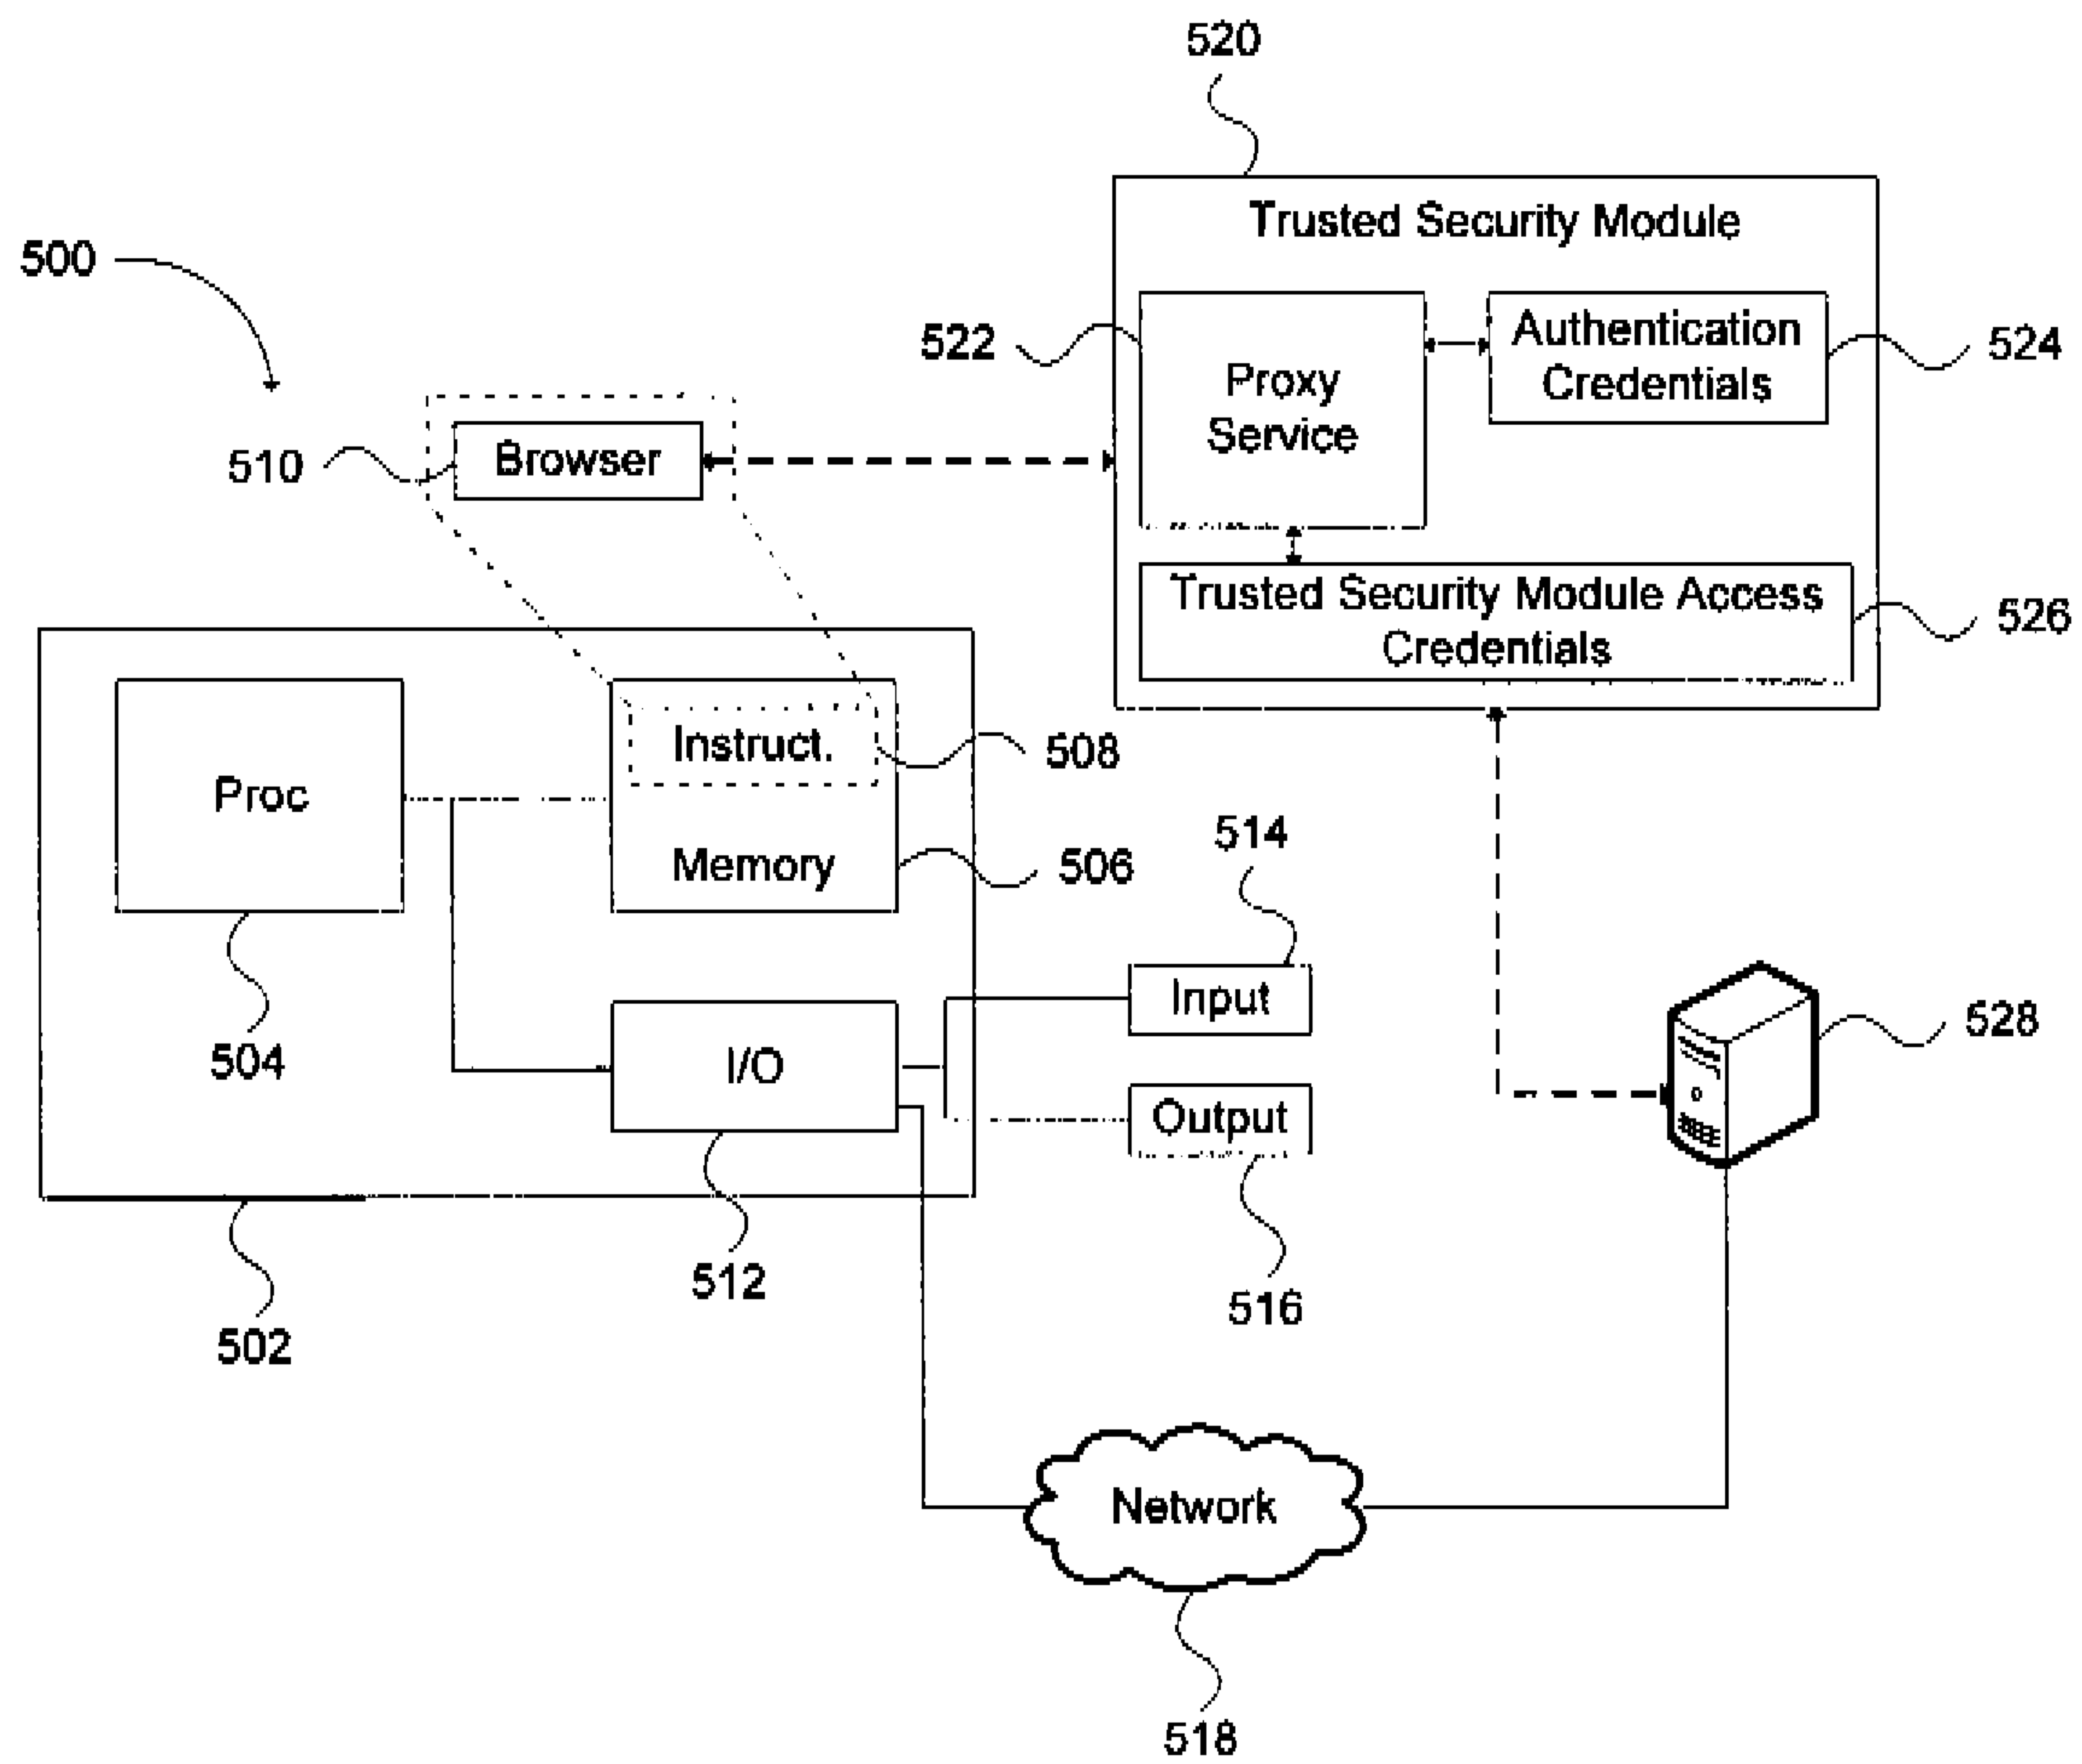 520
Trusted Security Module
500
522
Proxy
Service
Authentication
Credentials
524
510
Browser
Trusted Security Module Access
Credentials
526
Proc
Instruct.
508
Memory
506
514
Input
504
I/O
Output
528
512
516
502
Network
518